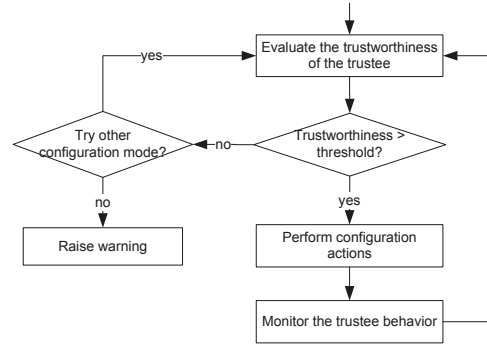 Evaluate the trustworthiness
of the trustee
yes
Try other
configuration mode?
no
Trustworthiness >
threshold?
no
yes
Raise warning
Perform configuration
actions
Monitor the trustee behavior